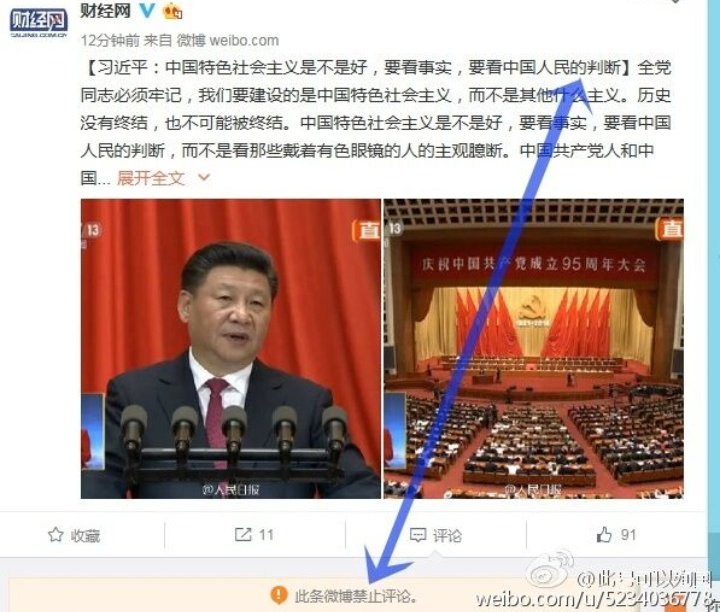 财经网
CAIJING.COM.CN
财经网
12分钟前 来自 微博 weibo.com
【习近平：中国特色社会主义是不是好，要看事实，要看中国人民的判断】全党
同志必须牢记，我们要建设的是中国特色社会主义，而不是其他什么主义。历史
没有终结，也不可能被终结。中国特色社会主义是不是好，要看事实，要看中国
人民的判断，而不是看那些戴着有色眼镜的人的主观臆断。中国共产党人和中
国... 展开全文
/13
直
13
直
庆祝中国共产党成立95周年大会
@人民日报
@人民日报
收藏
11
评论
91
此条微博禁止评论。
weibo.com/u/5234036778